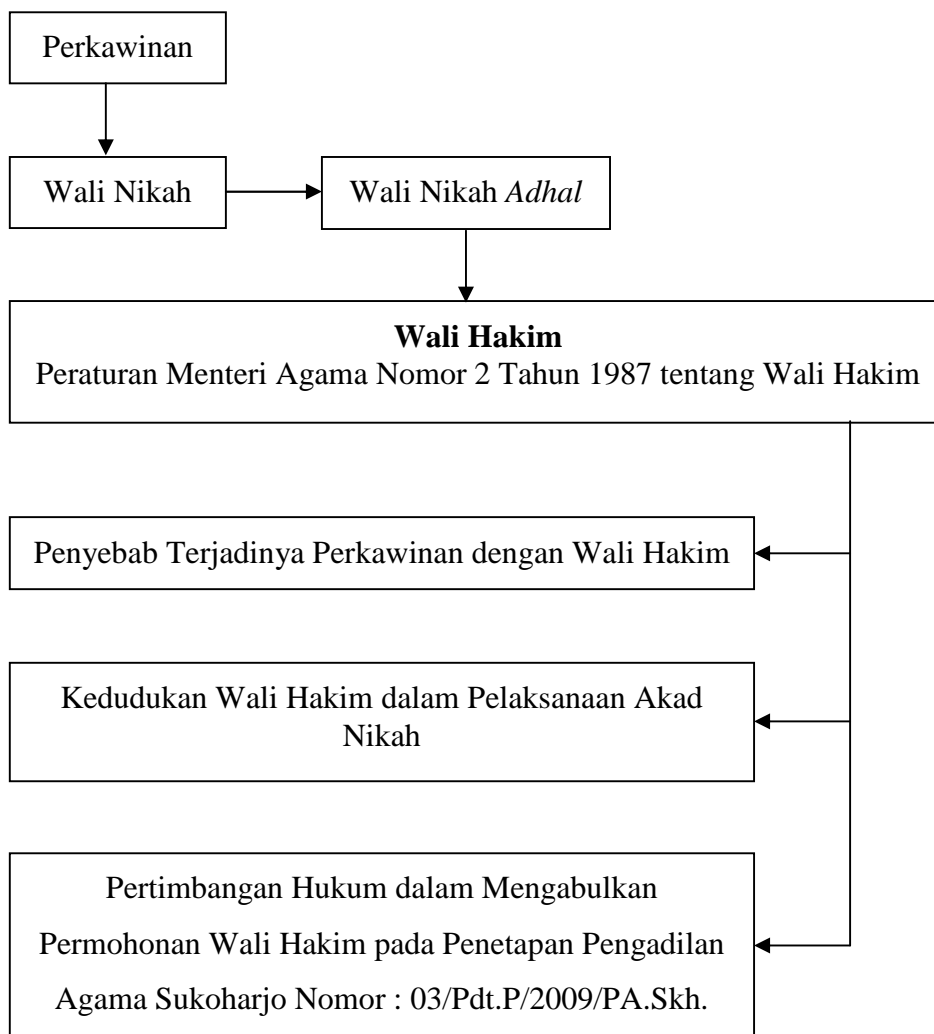 Perkawinan
Wali Nikah
Wali Nikah Adhal
Wali Hakim
Peraturan Menteri Agama Nomor 2 Tahun 1987 tentang Wali Hakim
Penyebab Terjadinya Perkawinan dengan Wali Hakim
Kedudukan Wali Hakim dalam Pelaksanaan Akad
Nikah
Pertimbangan Hukum dalam Mengabulkan
Permohonan Wali Hakim pada Penetapan Pengadilan
Agama Sukoharjo Nomor : 03/Pdt.P/2009/PA.Skh.